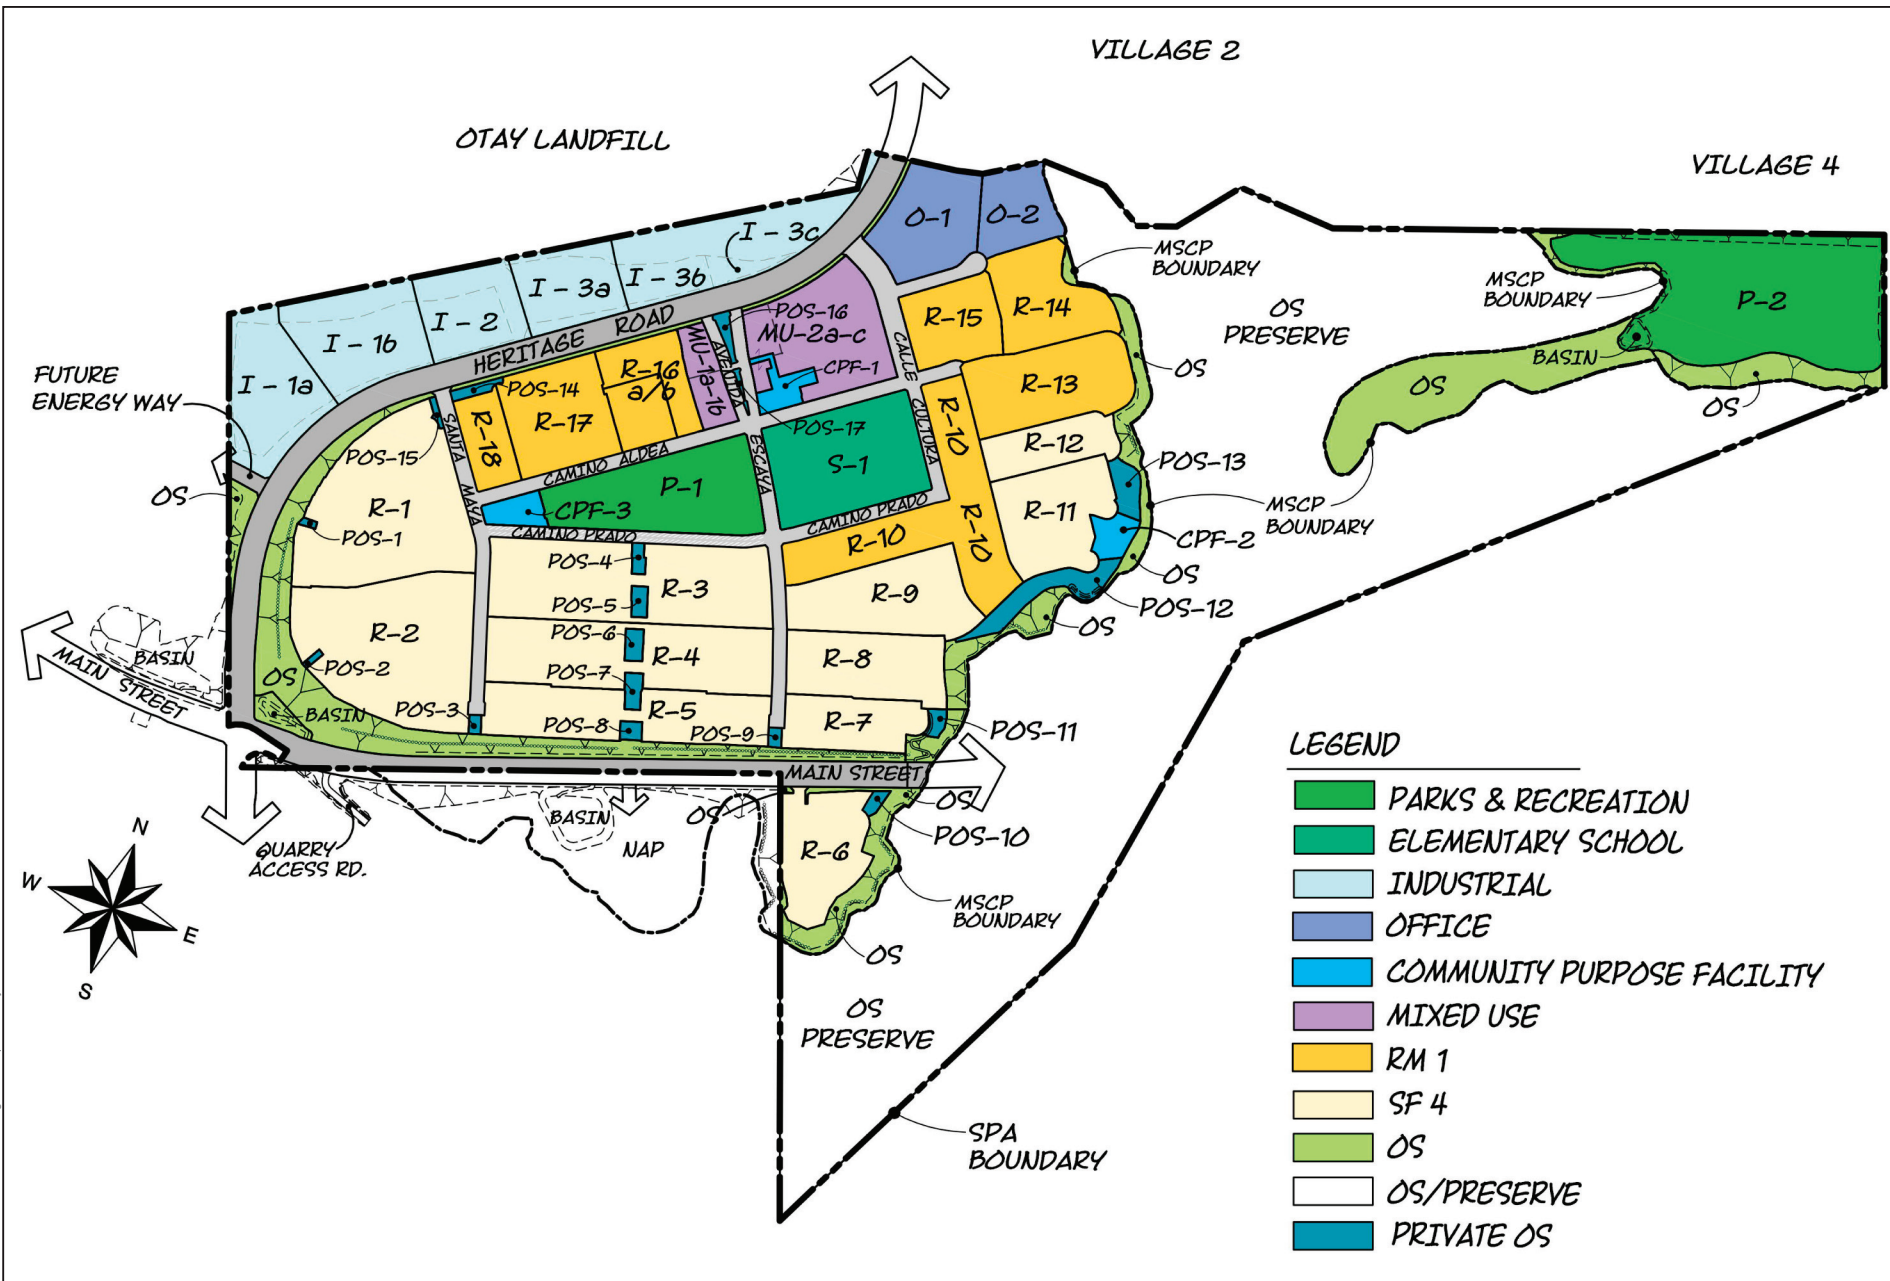 VILLAGE 2
OTAY LANDFILL
VILLAGE 4
O-1
O-2
I - 3c
MSCP
BOUNDARY
I - 3b
I - 3a
I - 2
I - 1b
I - 1a
HERITAGE ROAD
FUTURE
ENERGY WAY
POS-16
MU-2a-c
MU-1a-1b
AVENIDA
CPF-1
CALLE
CULTURA
R-15
R-14
R-13
OS
PRESERVE
MSCP
BOUNDARY
P-2
BASIN
OS
OS
OS
POS-14
R-16
a/b
R-17
R-18
SANTA
MAYA
POS-15
CAMINO ALDEA
POS-17
ESCAYA
S-1
P-1
CPF-3
CAMINO PRADO
CAMINO PRADO
R-10
R-10
R-10
R-12
R-11
POS-13
MSCP
BOUNDARY
CPF-2
OS
POS-12
OS
OS
R-1
POS-1
R-2
POS-2
POS-3
POS-4
POS-5
POS-6
POS-7
POS-8
POS-9
R-3
R-4
R-5
R-9
R-8
R-7
POS-11
OS
BASIN
BASIN
MAIN STREET
MAIN STREET
OS
OS
POS-10
R-6
BASIN
NAP
QUARRY
ACCESS RD.
MSCP
BOUNDARY
OS
OS
PRESERVE
SPA
BOUNDARY
N
W
E
S
LEGEND
PARKS & RECREATION
ELEMENTARY SCHOOL
INDUSTRIAL
OFFICE
COMMUNITY PURPOSE FACILITY
MIXED USE
RM 1
SF 4
OS
OS/PRESERVE
PRIVATE OS